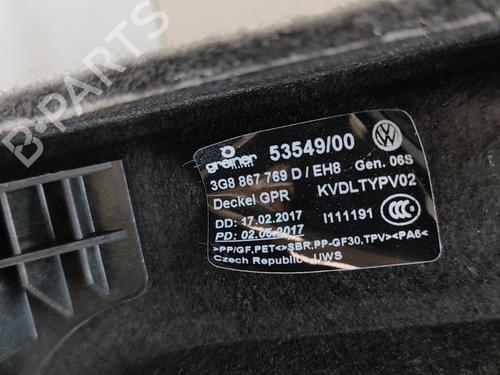 greiner 53549/00
3G8 867 769 D / EH8 Gen. 06S
Deckel GPR KVDLTYPV02
DD: 17.02.2017 I111191
PD: 02.05.2017
>PP/GF,PET<>SBR,PP-GF30,TPV><PA6<
Czech Republic UWS